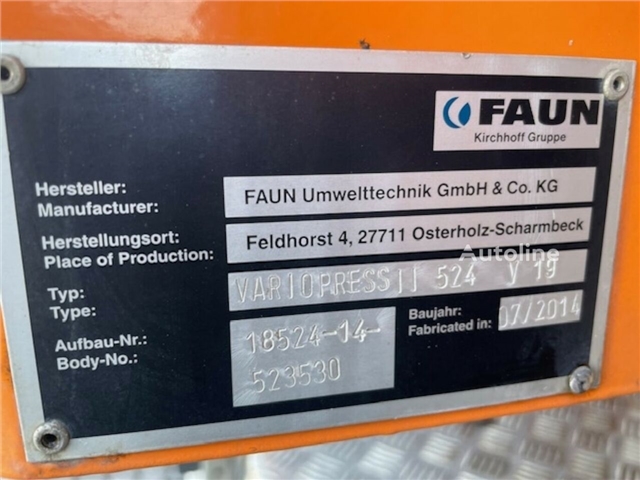 FAUN
Kirchhoff Gruppe
Hersteller:
Manufacturer:
FAUN Umwelttechnik GmbH & Co. KG
Herstellungsort:
Place of Production:
Feldhorst 4, 27711 Osterholz-Scharmbeck
Autoline
Typ:
Type:
VARIOPRESS II 524 V 19
Aufbau-Nr.:
Body-No.:
18524-14-
523530
Baujahr:
Fabricated in:
07/2014